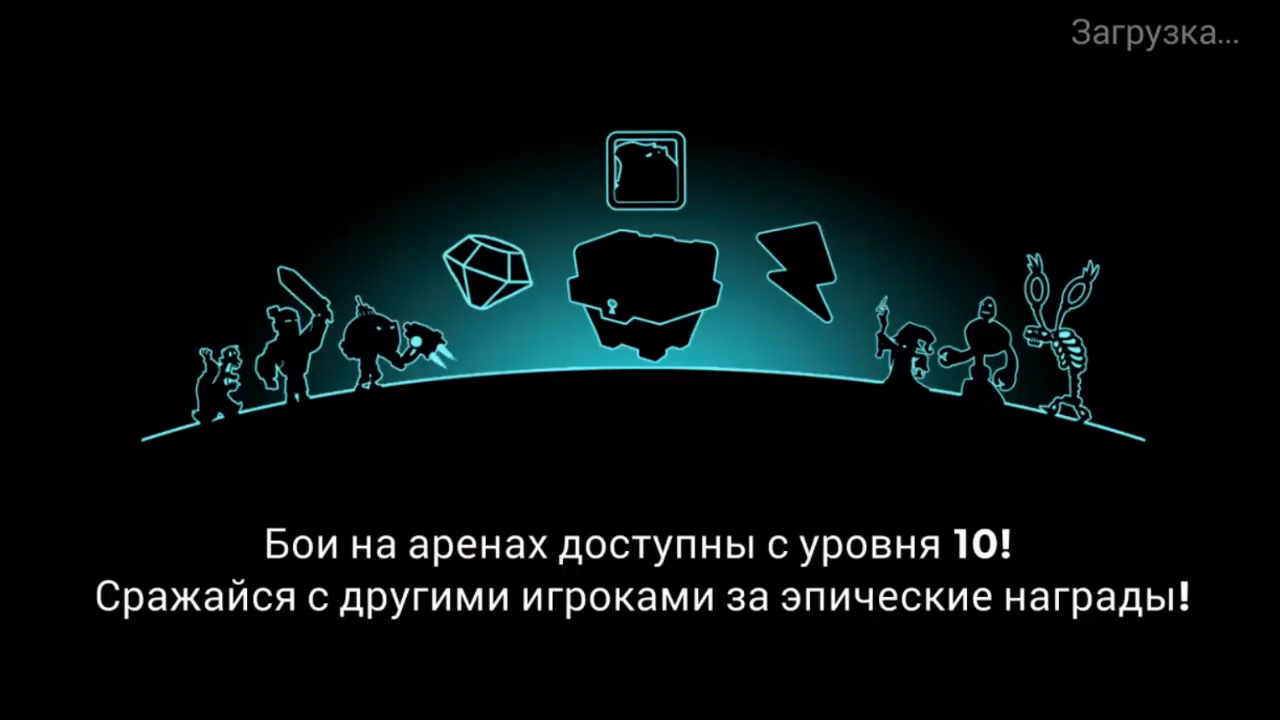 Загрузка...
Бои на аренах доступны с уровня 10!
Сражайся с другими игроками за эпические награды!